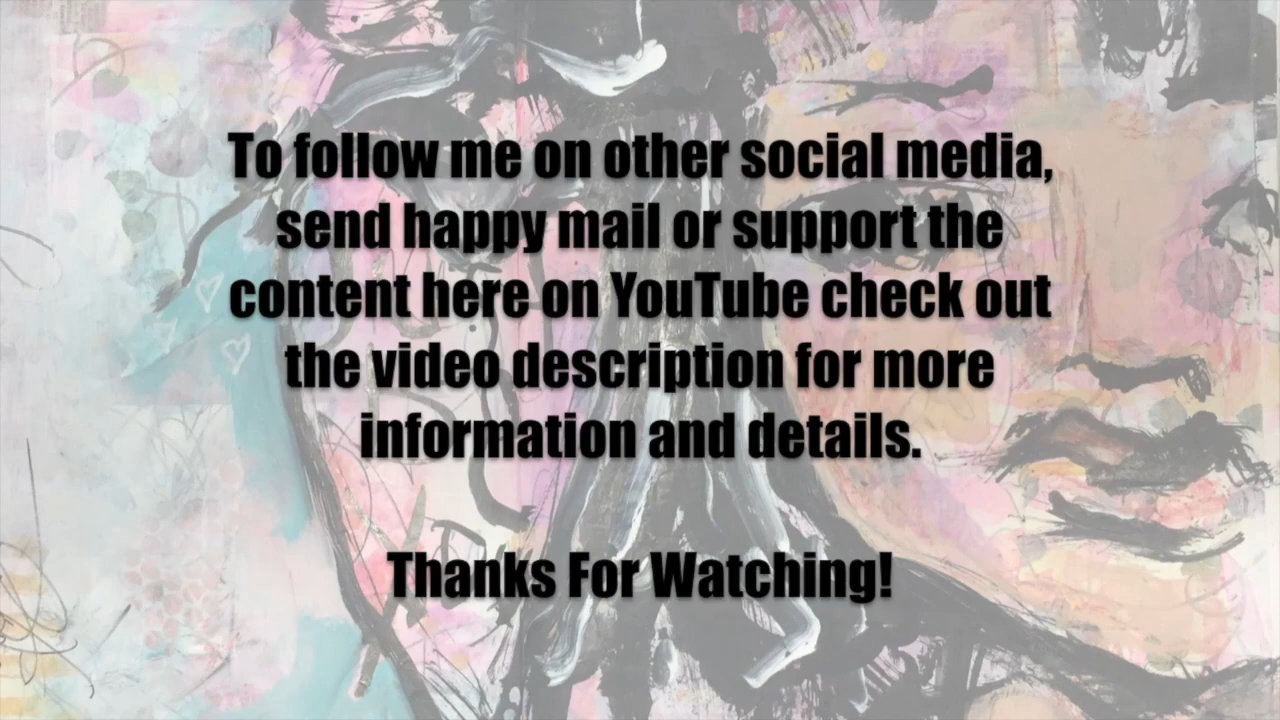 To follow me on other social media,
send happy mail or support the
content here on YouTube check out
the video description for more
information and details.
Thanks For Watching!